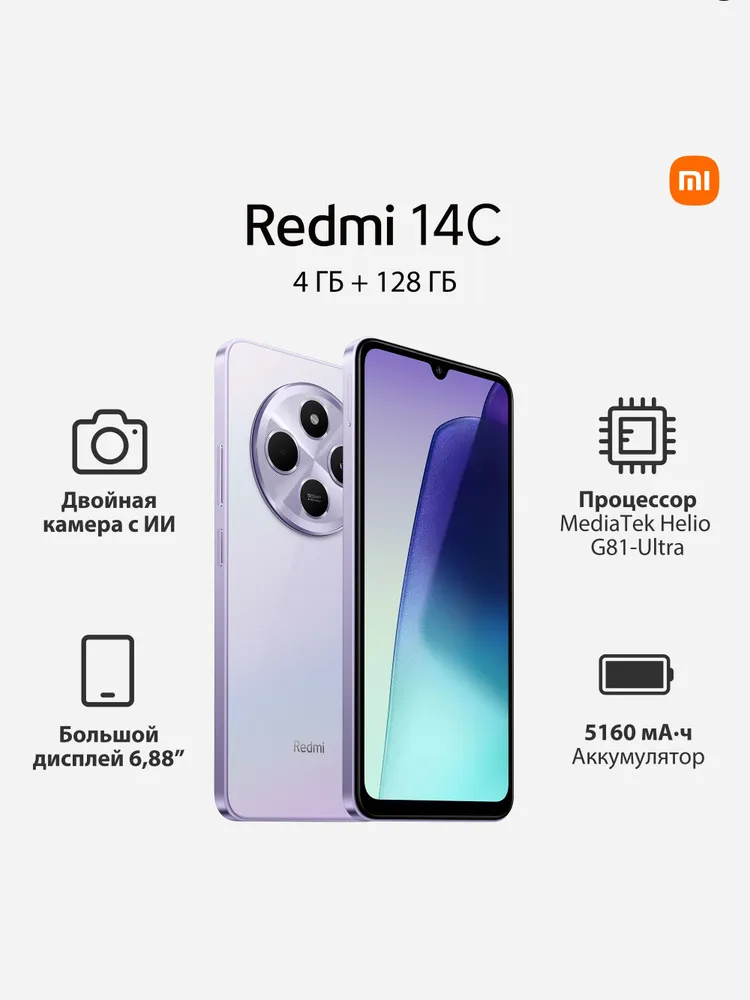 Redmi 14C
4 ГБ + 128 ГБ
Двойная
камера с ИИ
Процессор
MediaTek Helio
G81-Ultra
Большой
дисплей 6,88”
5160 мА·ч
Аккумулятор
Redmi
mi